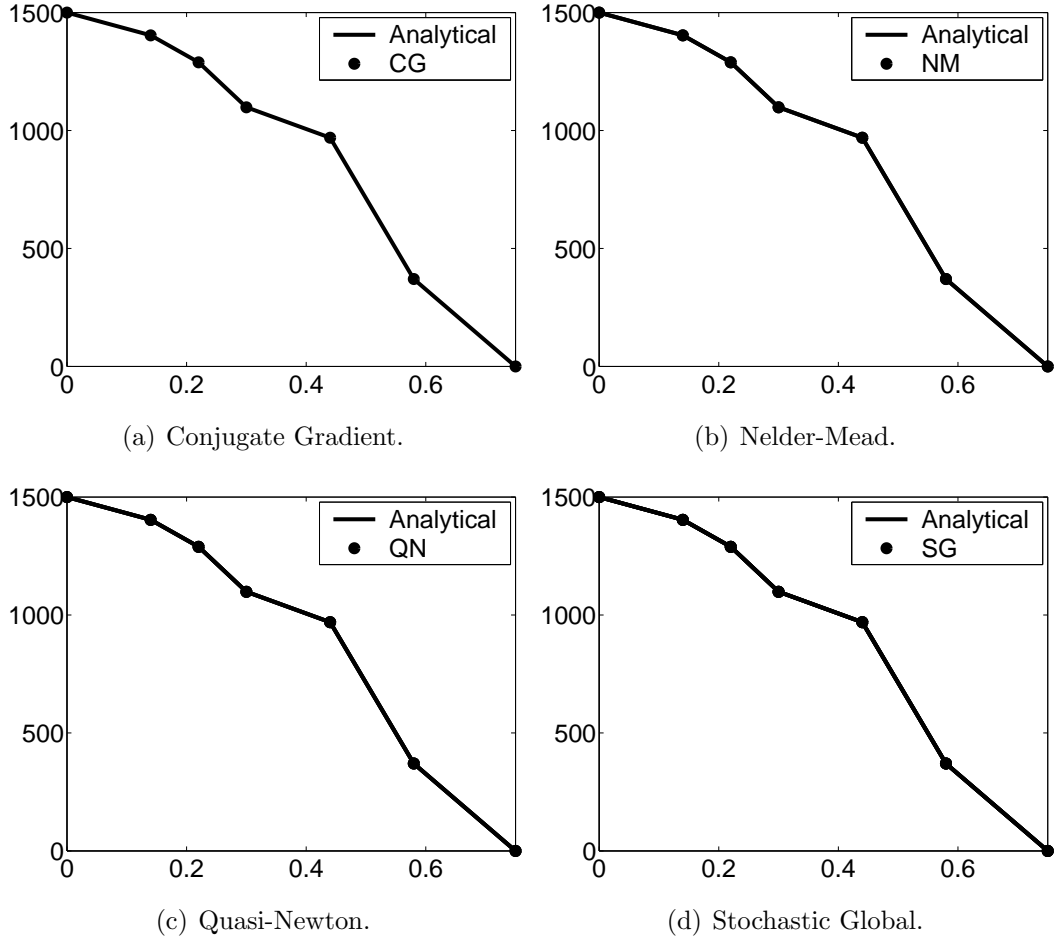 1500
Analytical
CG
1000
500
0
0 0.2 0.4 0.6
(a) Conjugate Gradient.
1500
Analytical
NM
1000
500
0
0 0.2 0.4 0.6
(b) Nelder-Mead.
1500
Analytical
QN
1000
500
0
0 0.2 0.4 0.6
(c) Quasi-Newton.
1500
Analytical
SG
1000
500
0
0 0.2 0.4 0.6
(d) Stochastic Global.